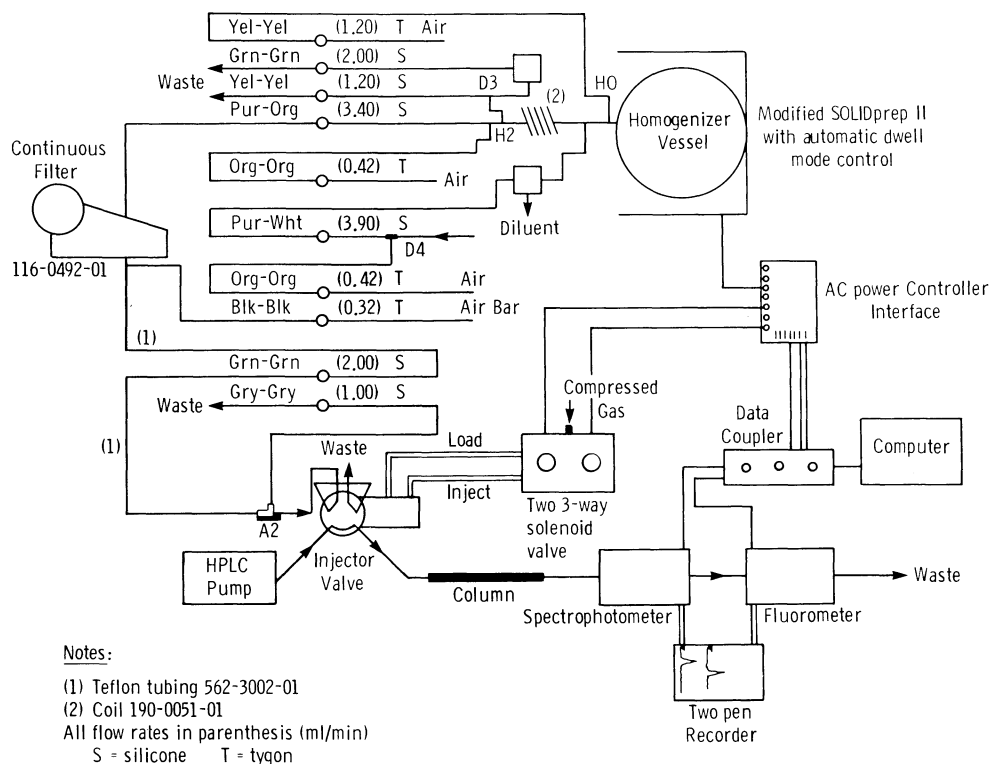 Yel-Yel (1.20) T Air
Grn-Grn (2.00) S
Waste
Yel-Yel (1.20) S
D3
(2)
HO
Pur-Org (3.40) S
H2
Homogenizer
Vessel
Modified SOLIDprep II
with automatic dwell
mode control
Continuous
Filter
116-0492-01
Org-Org (0.42) T Air
Diluent
Pur-Wht (3.90) S
D4
Org-Org (0.42) T Air
Blk-Blk (0.32) T Air Bar
(1)
AC power Controller
Interface
Grn-Grn (2.00) S
Waste
Gry-Gry (1.00) S
(1)
Compressed
Gas
Waste
Load
Inject
Two 3-way
solenoid
valve
Data
Coupler
Computer
A2
HPLC
Pump
Injector
Valve
Column
Spectrophotometer
Fluorometer
Waste
Two pen
Recorder
Notes:
(1) Teflon tubing 562-3002-01
(2) Coil 190-0051-01
All flow rates in parenthesis (ml/min)
S = silicone T = tygon